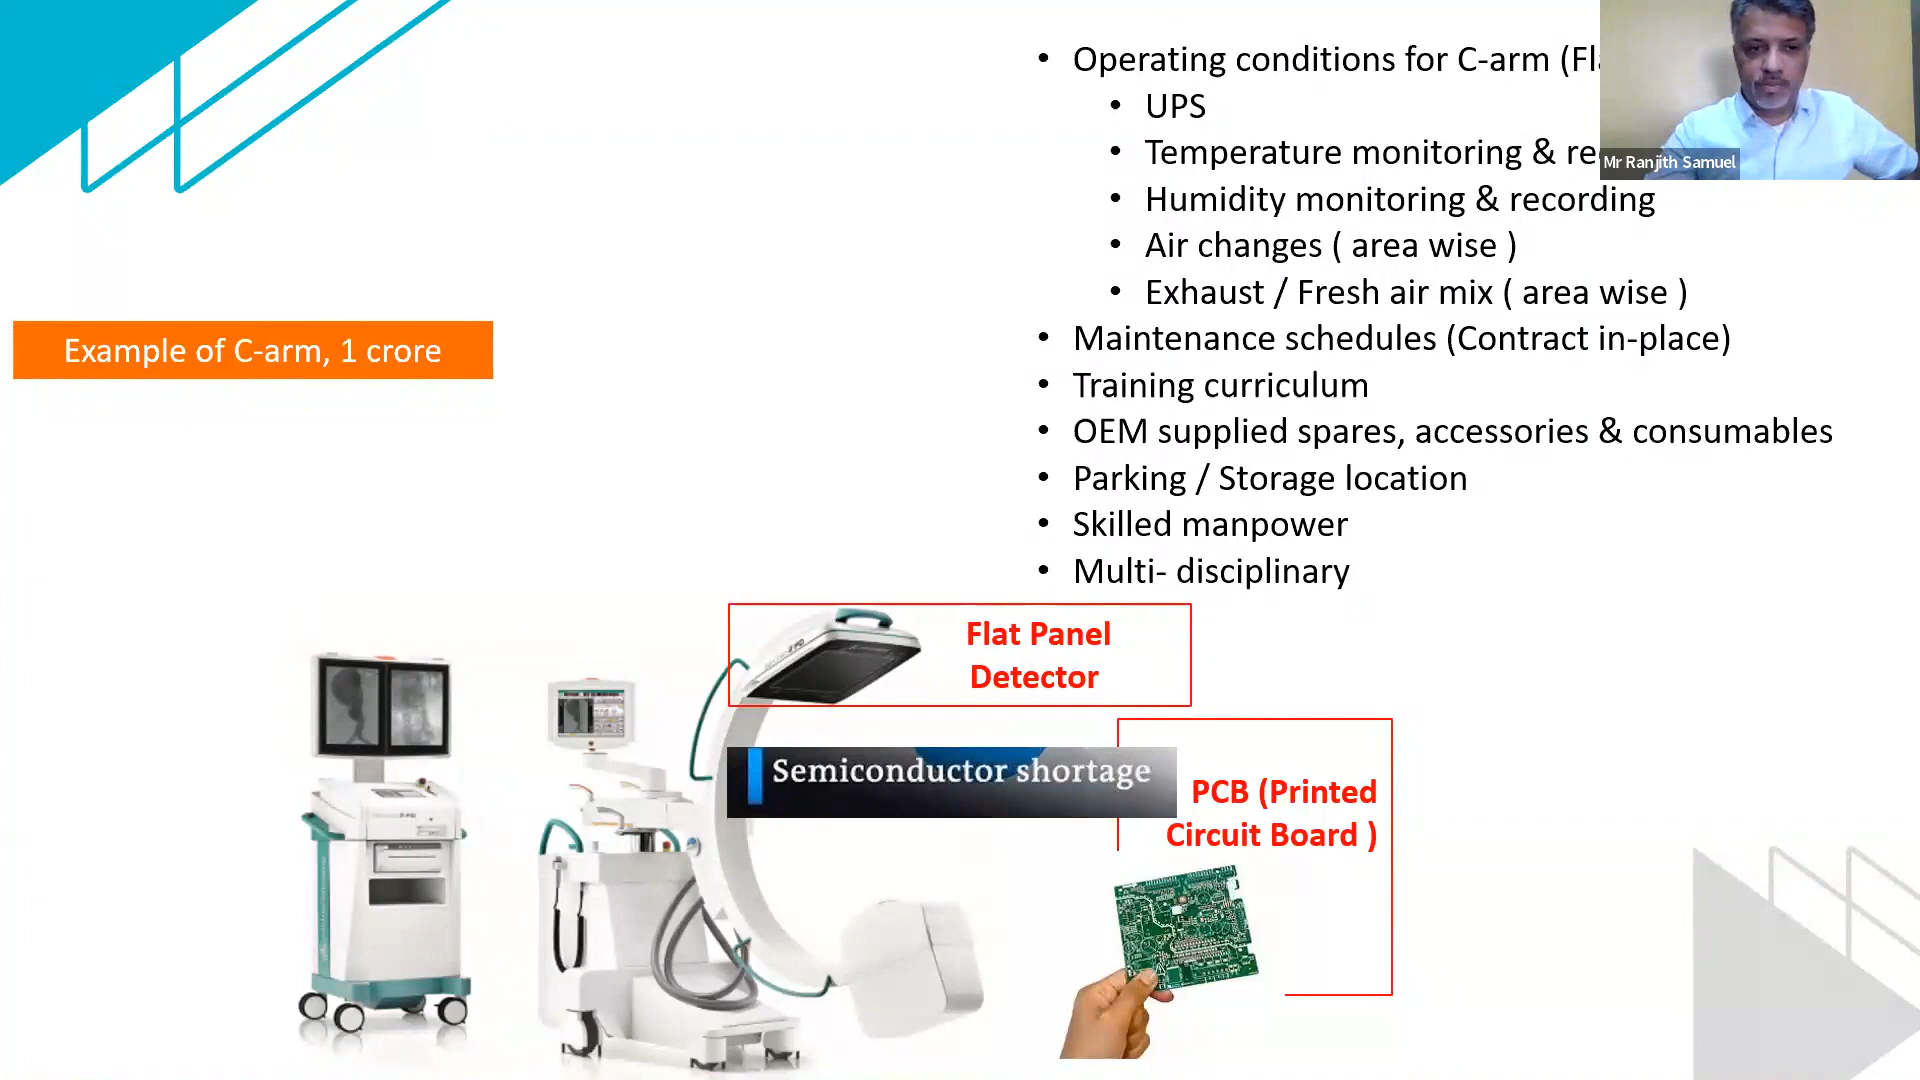 Operating conditions for C-arm (Fl
UPS
Temperature monitoring & re
Mr Ranjith Samuel
Humidity monitoring & recording
Air changes ( area wise )
Exhaust / Fresh air mix ( area wise )
Example of C-arm, 1 crore
Maintenance schedules (Contract in-place)
Training curriculum
OEM supplied spares, accessories & consumables
Parking / Storage location
Skilled manpower
Multi- disciplinary
Flat Panel
Detector
Semiconductor shortage
PCB (Printed
Circuit Board )